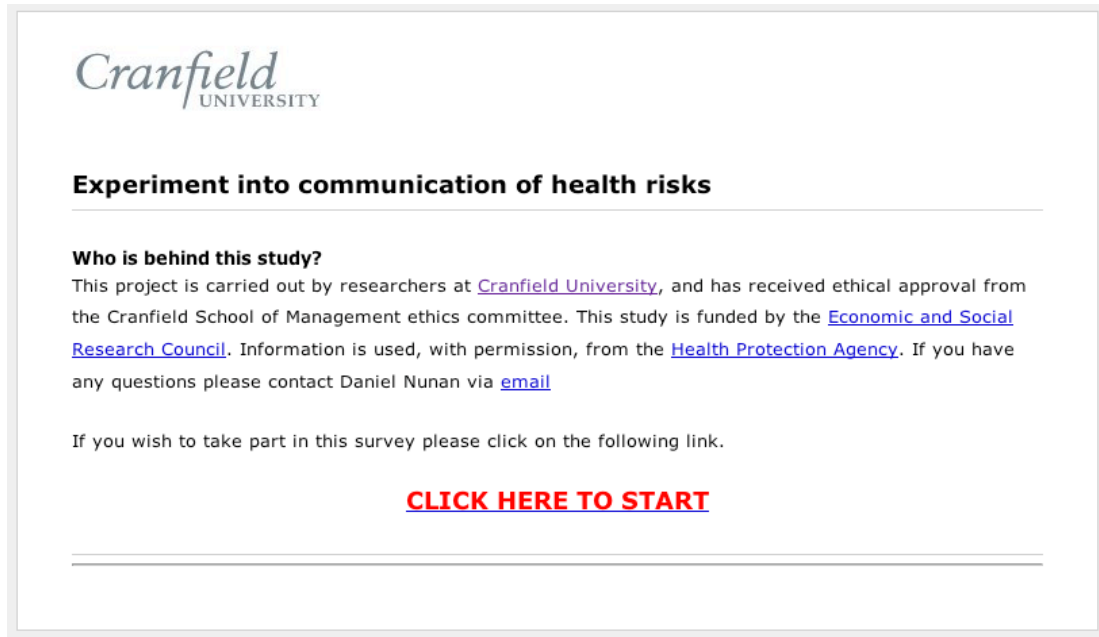 Cranfield
UNIVERSITY
Experiment into communication of health risks
Who is behind this study?
This project is carried out by researchers at Cranfield University, and has received ethical approval from
the Cranfield School of Management ethics committee. This study is funded by the Economic and Social
Research Council. Information is used, with permission, from the Health Protection Agency. If you have
any questions please contact Daniel Nunan via email
If you wish to take part in this survey please click on the following link.
CLICK HERE TO START